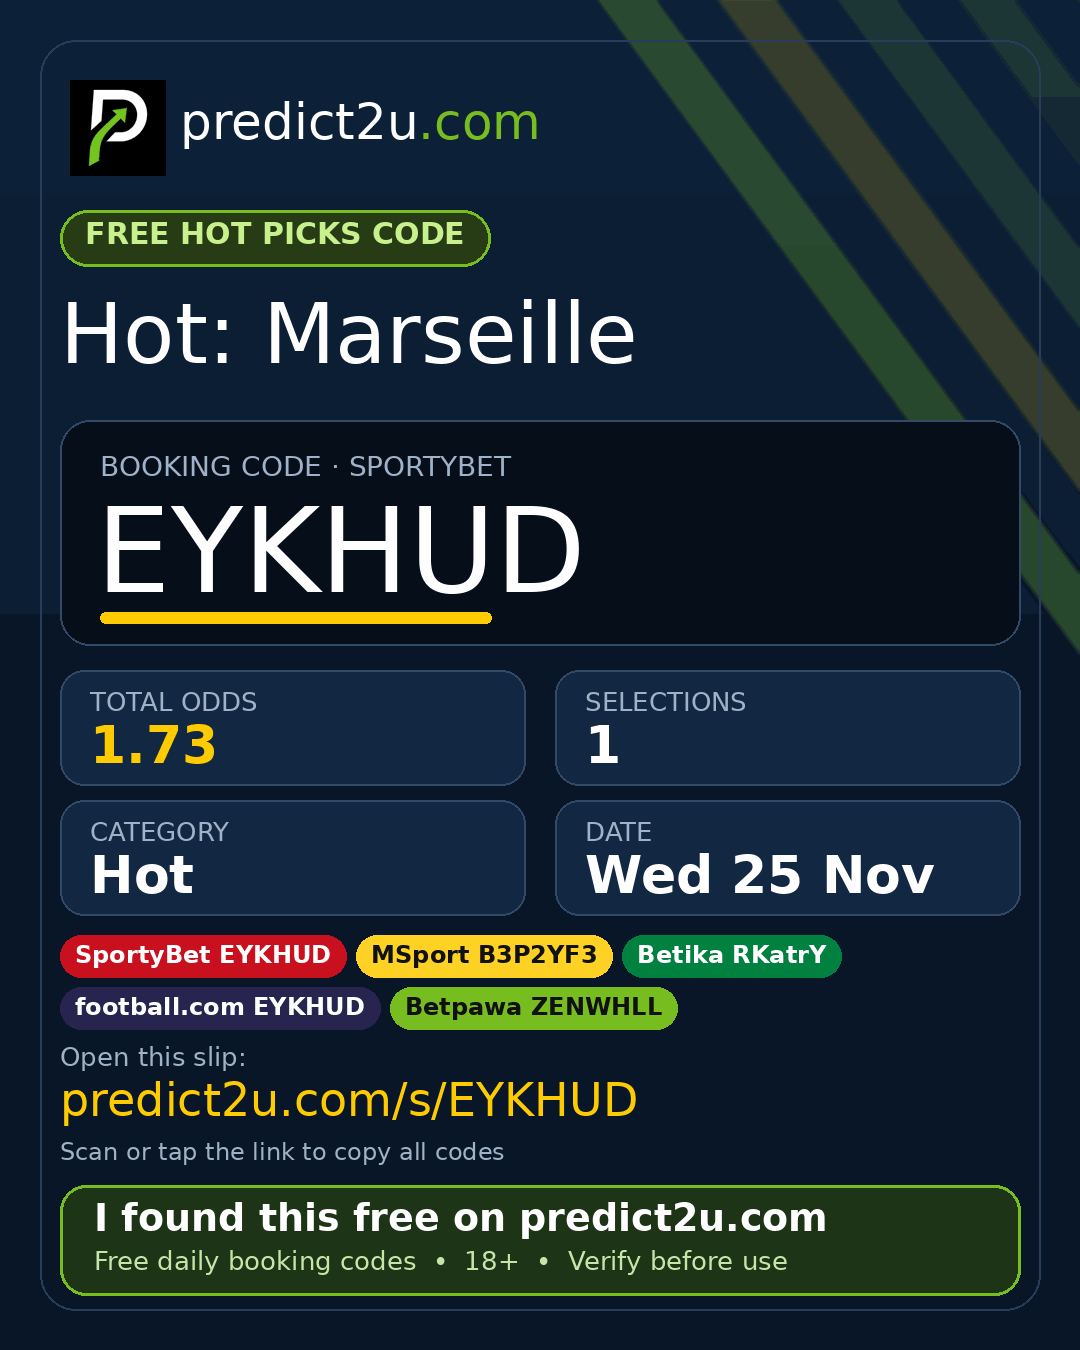 predict2u.com
FREE HOT PICKS CODE
Hot: Marseille
BOOKING CODE · SPORTYBET
EYKHUD
TOTAL ODDS
1.73
SELECTIONS
1
CATEGORY
Hot
DATE
Wed 25 Nov
SportyBet EYKHUD
MSport B3P2YF3
Betika RKatrY
football.com EYKHUD
Betpawa ZENWHLL
Open this slip:
predict2u.com/s/EYKHUD
Scan or tap the link to copy all codes
I found this free on predict2u.com
Free daily booking codes • 18+ • Verify before use